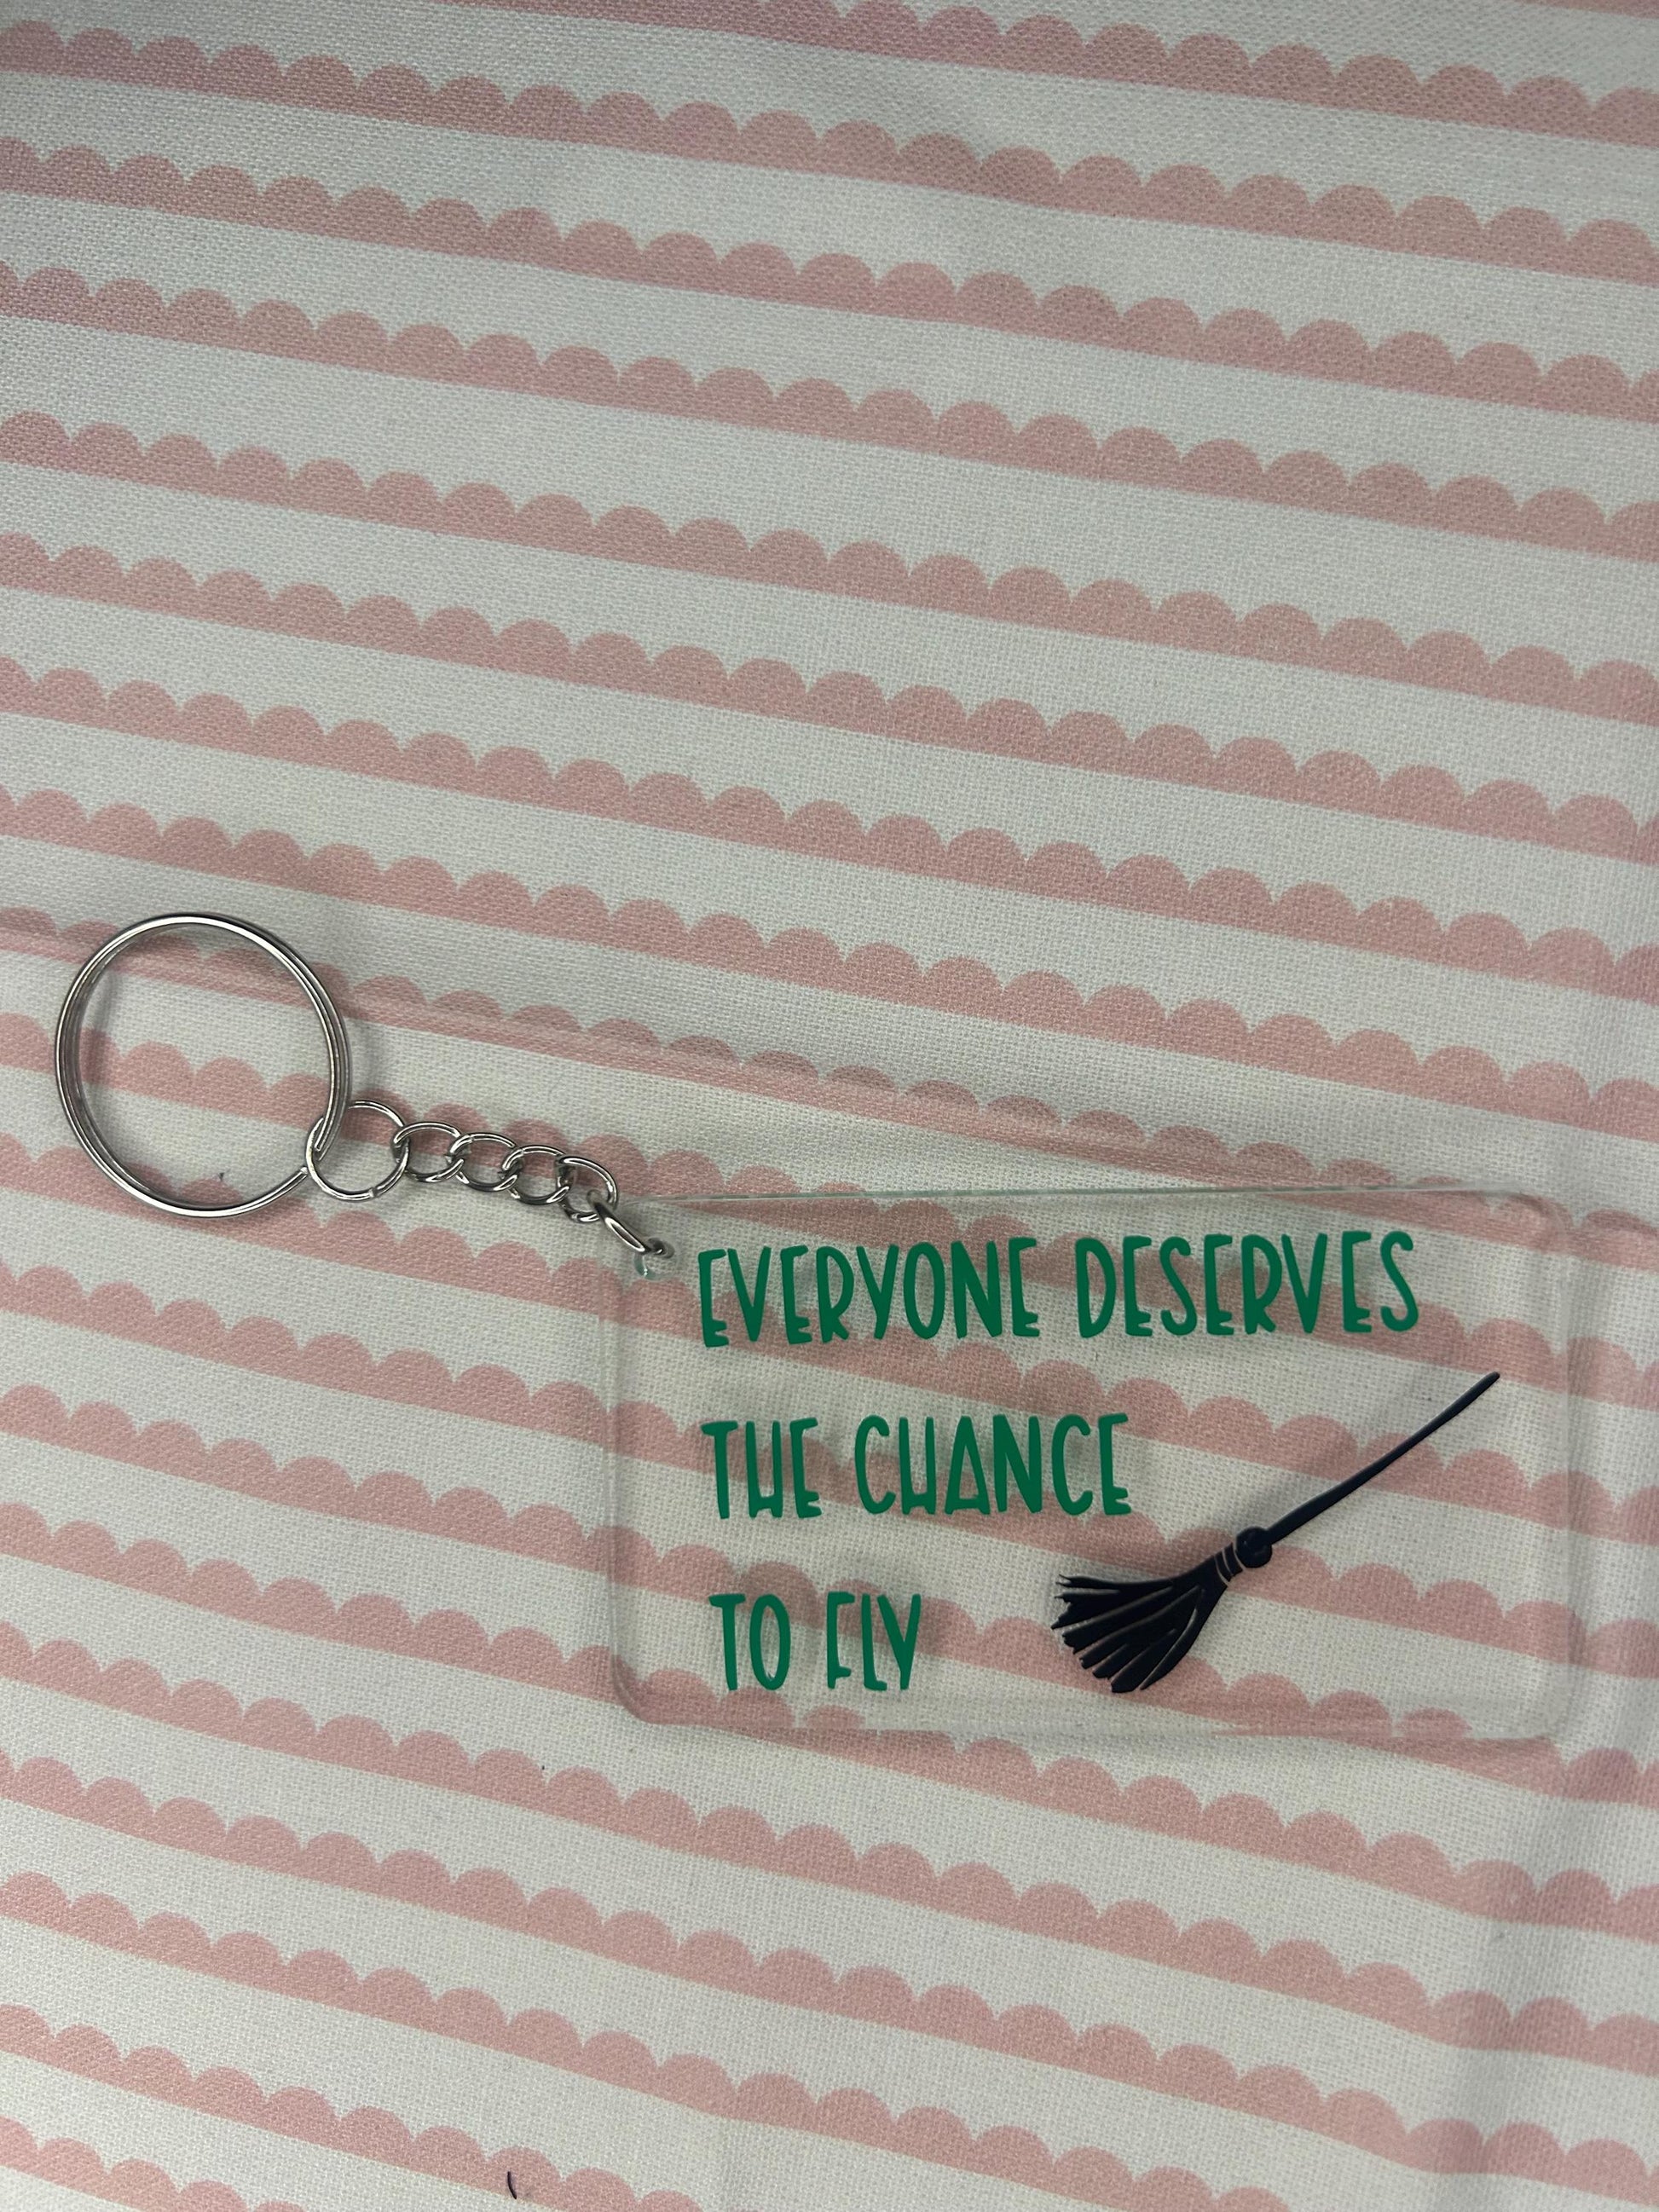 EVERYONE DESERVES
THE CHANCE
TO FLY